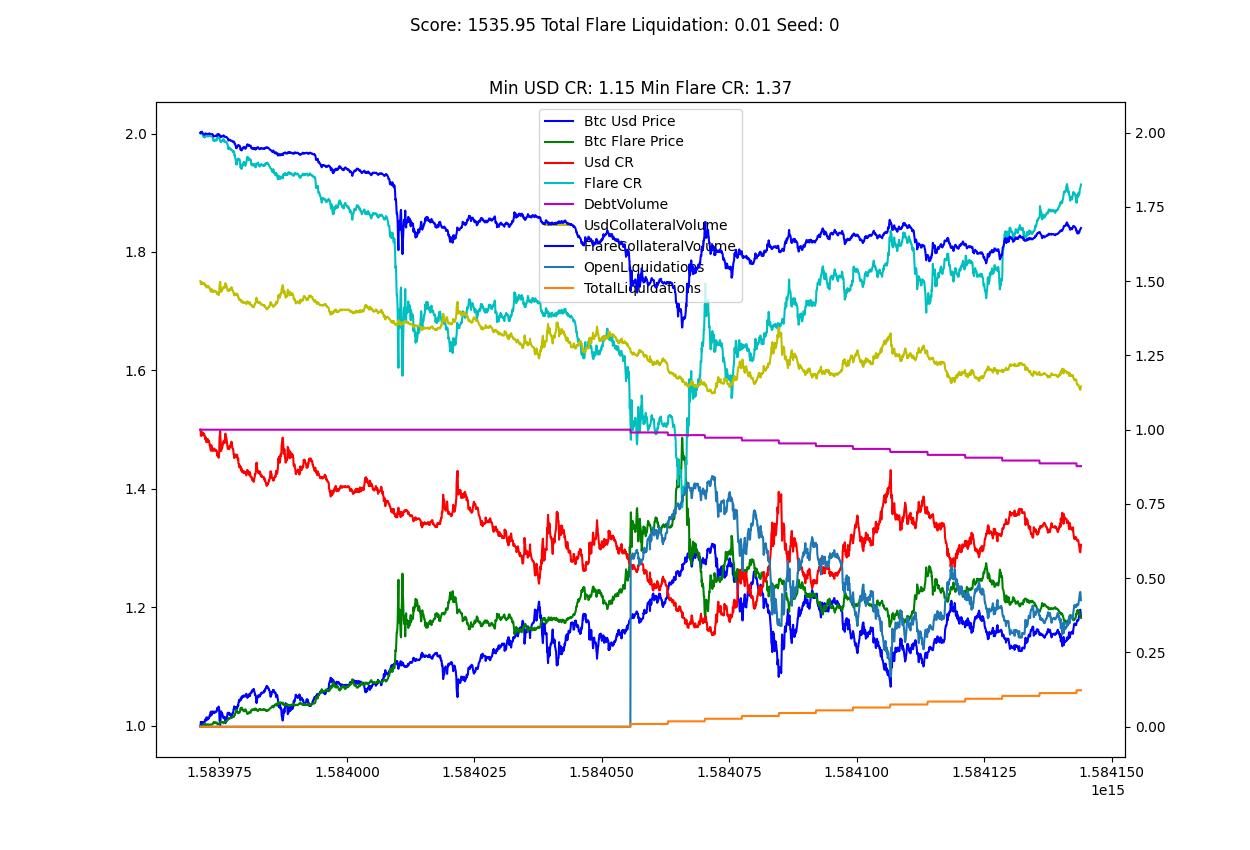 Score: 1535.95 Total Flare Liquidation: 0.01 Seed: 0
Min USD CR: 1.15 Min Flare CR: 1.37
Btc Usd Price
Btc Flare Price
Usd CR
Flare CR
DebtVolume
UsdCollateralVolume
FlareCollateralVolume
OpenLiquidations
TotalLiquidations
2.0
1.8
1.6
1.4
1.2
1.0
2.00
1.75
1.50
1.25
1.00
0.75
0.50
0.25
0.00
1.583975 1.584000 1.584025 1.584050 1.584075 1.584100 1.584125 1.584150
1e15